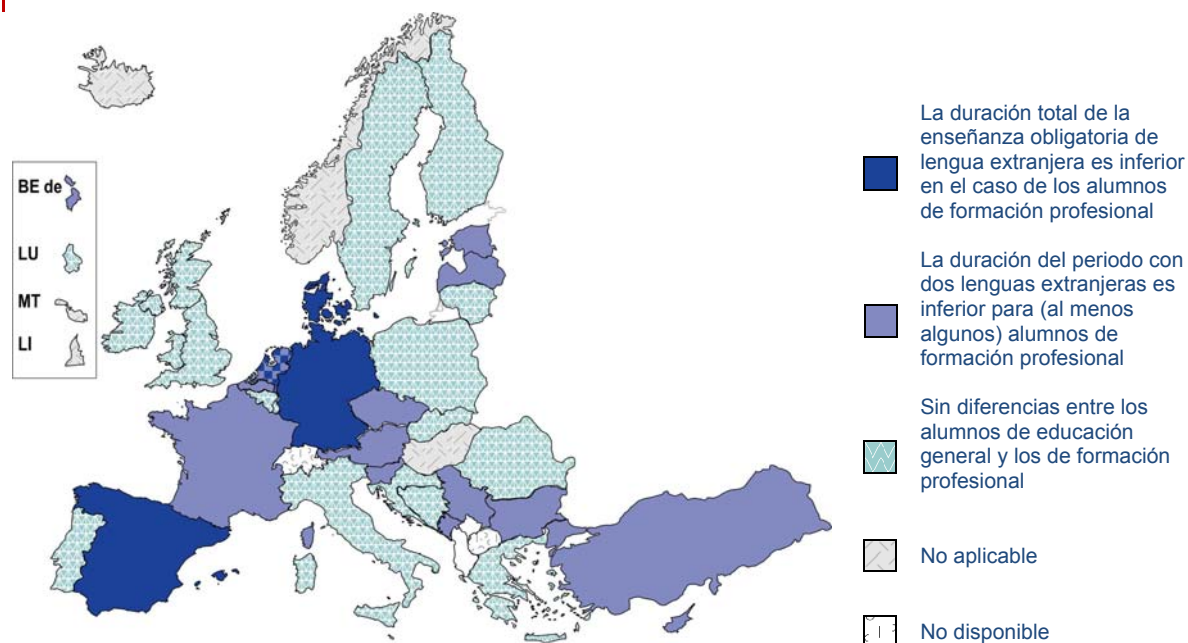 BE de
LU
MT
LI
La duración total de la
enseñanza obligatoria de
lengua extranjera es inferior
en el caso de los alumnos
de formación profesional
La duración del periodo con
dos lenguas extranjeras es
inferior para (al menos
algunos) alumnos de
formación profesional
Sin diferencias entre los
alumnos de educación
general y los de formación
profesional
No aplicable
No disponible